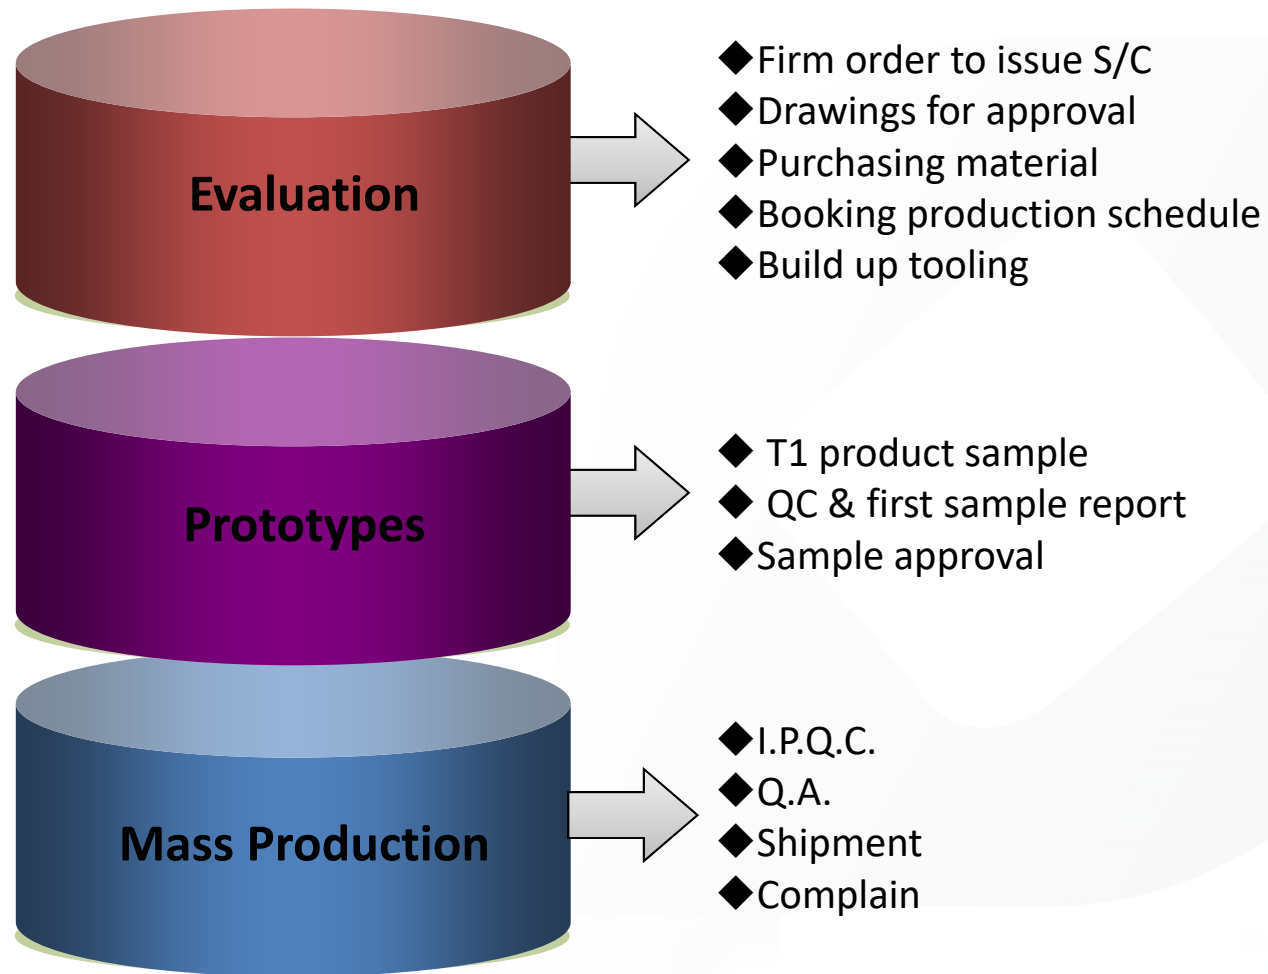 Evaluation
◆Firm order to issue S/C
◆Drawings for approval
◆Purchasing material
◆Booking production schedule
◆Build up tooling
Prototypes
◆ T1 product sample
◆ QC & first sample report
◆Sample approval
Mass Production
◆I.P.Q.C.
◆Q.A.
◆Shipment
◆Complain